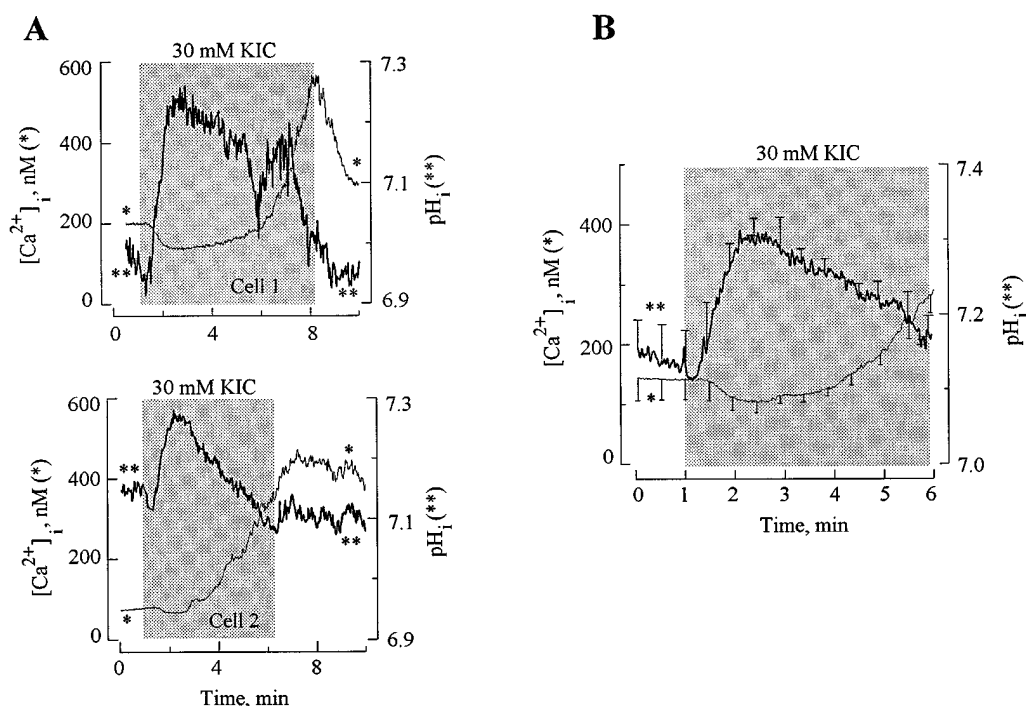 A
30 mM KIC
600
400
200
0
[Ca²⁺]ᵢ, nM (*)
7.3
7.1
6.9
pHᵢ (**)
*
**
*
**
Cell 1
0 4 8
30 mM KIC
600
400
200
0
[Ca²⁺]ᵢ, nM (*)
7.3
7.1
6.9
pHᵢ (**)
**
*
*
**
Cell 2
0 4 8
Time, min
B
30 mM KIC
400
200
0
[Ca²⁺]ᵢ, nM (*)
7.4
7.2
7.0
pHᵢ (**)
**
*
0 1 2 3 4 5 6
Time, min